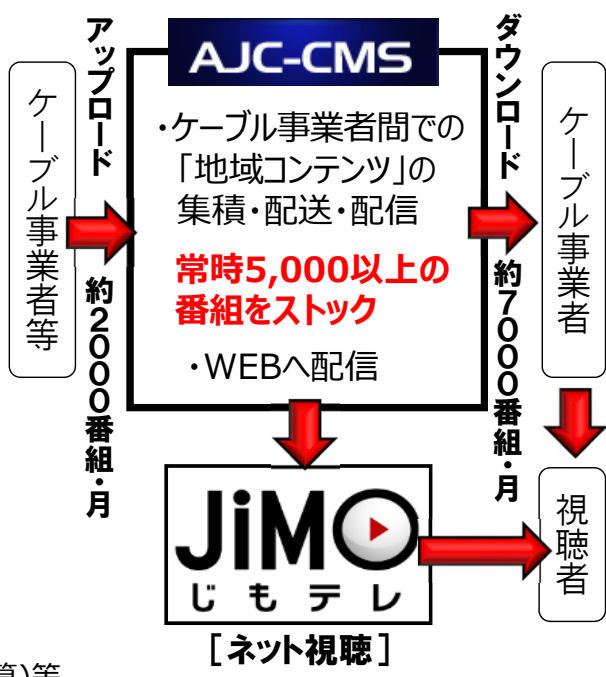 アップロード 約2000番組・月
ケーブル事業者等
AJC-CMS
・ケーブル事業者間での
「地域コンテンツ」の
集積・配送・配信
常時5,000以上の
番組をストック
・WEBへ配信
ダウンロード 約7000番組・月
ケーブル事業者
視聴者
JiMO
じもテレ
［ネット視聴］
算)等